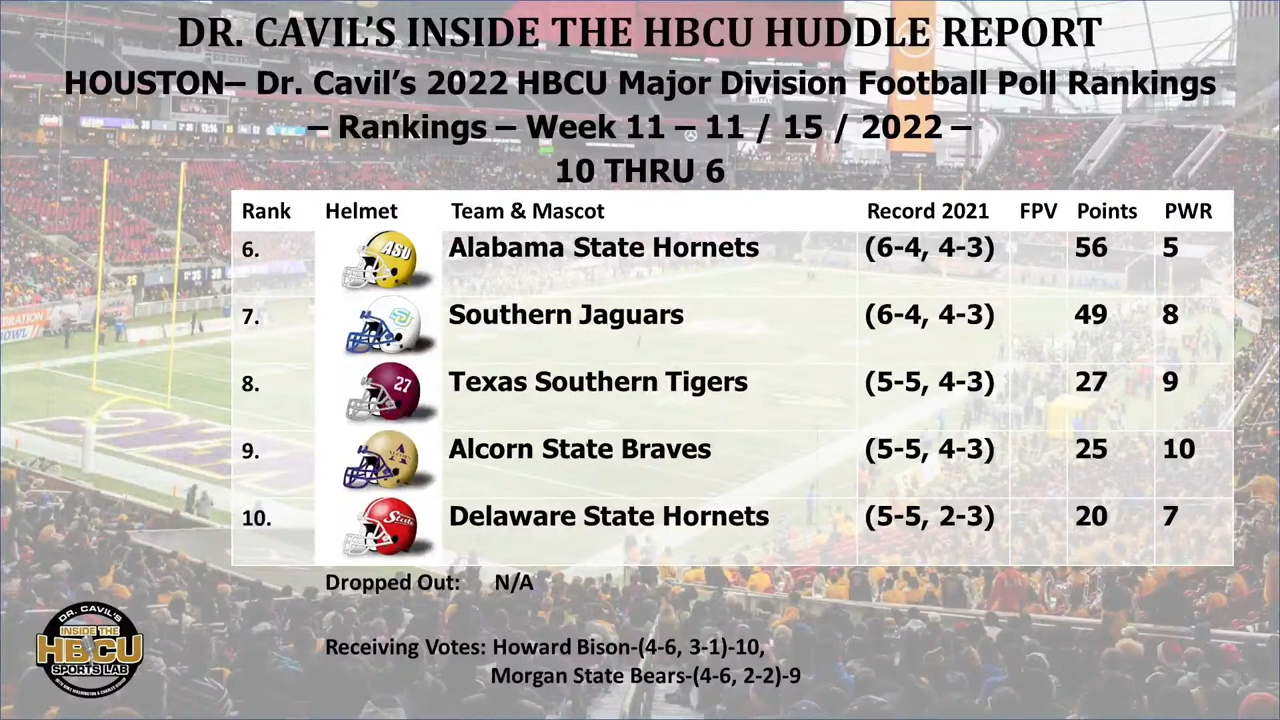 DR. CAVIL'S INSIDE THE HBCU HUDDLE REPORT
HOUSTON– Dr. Cavil's 2022 HBCU Major Division Football Poll Rankings
– Rankings – Week 11 – 11 / 15 / 2022 –
10 THRU 6
Rank Helmet Team & Mascot Record 2021 FPV Points PWR
6. ASU Alabama State Hornets (6-4, 4-3) 56 5
7. Southern Jaguars (6-4, 4-3) 49 8
8. 27 Texas Southern Tigers (5-5, 4-3) 27 9
9. Alcorn State Braves (5-5, 4-3) 25 10
10. State Delaware State Hornets (5-5, 2-3) 20 7
Dropped Out: N/A
Receiving Votes: Howard Bison-(4-6, 3-1)-10,
Morgan State Bears-(4-6, 2-2)-9
DR. CAVIL'S
INSIDE THE
HBCU
SPORTS LAB